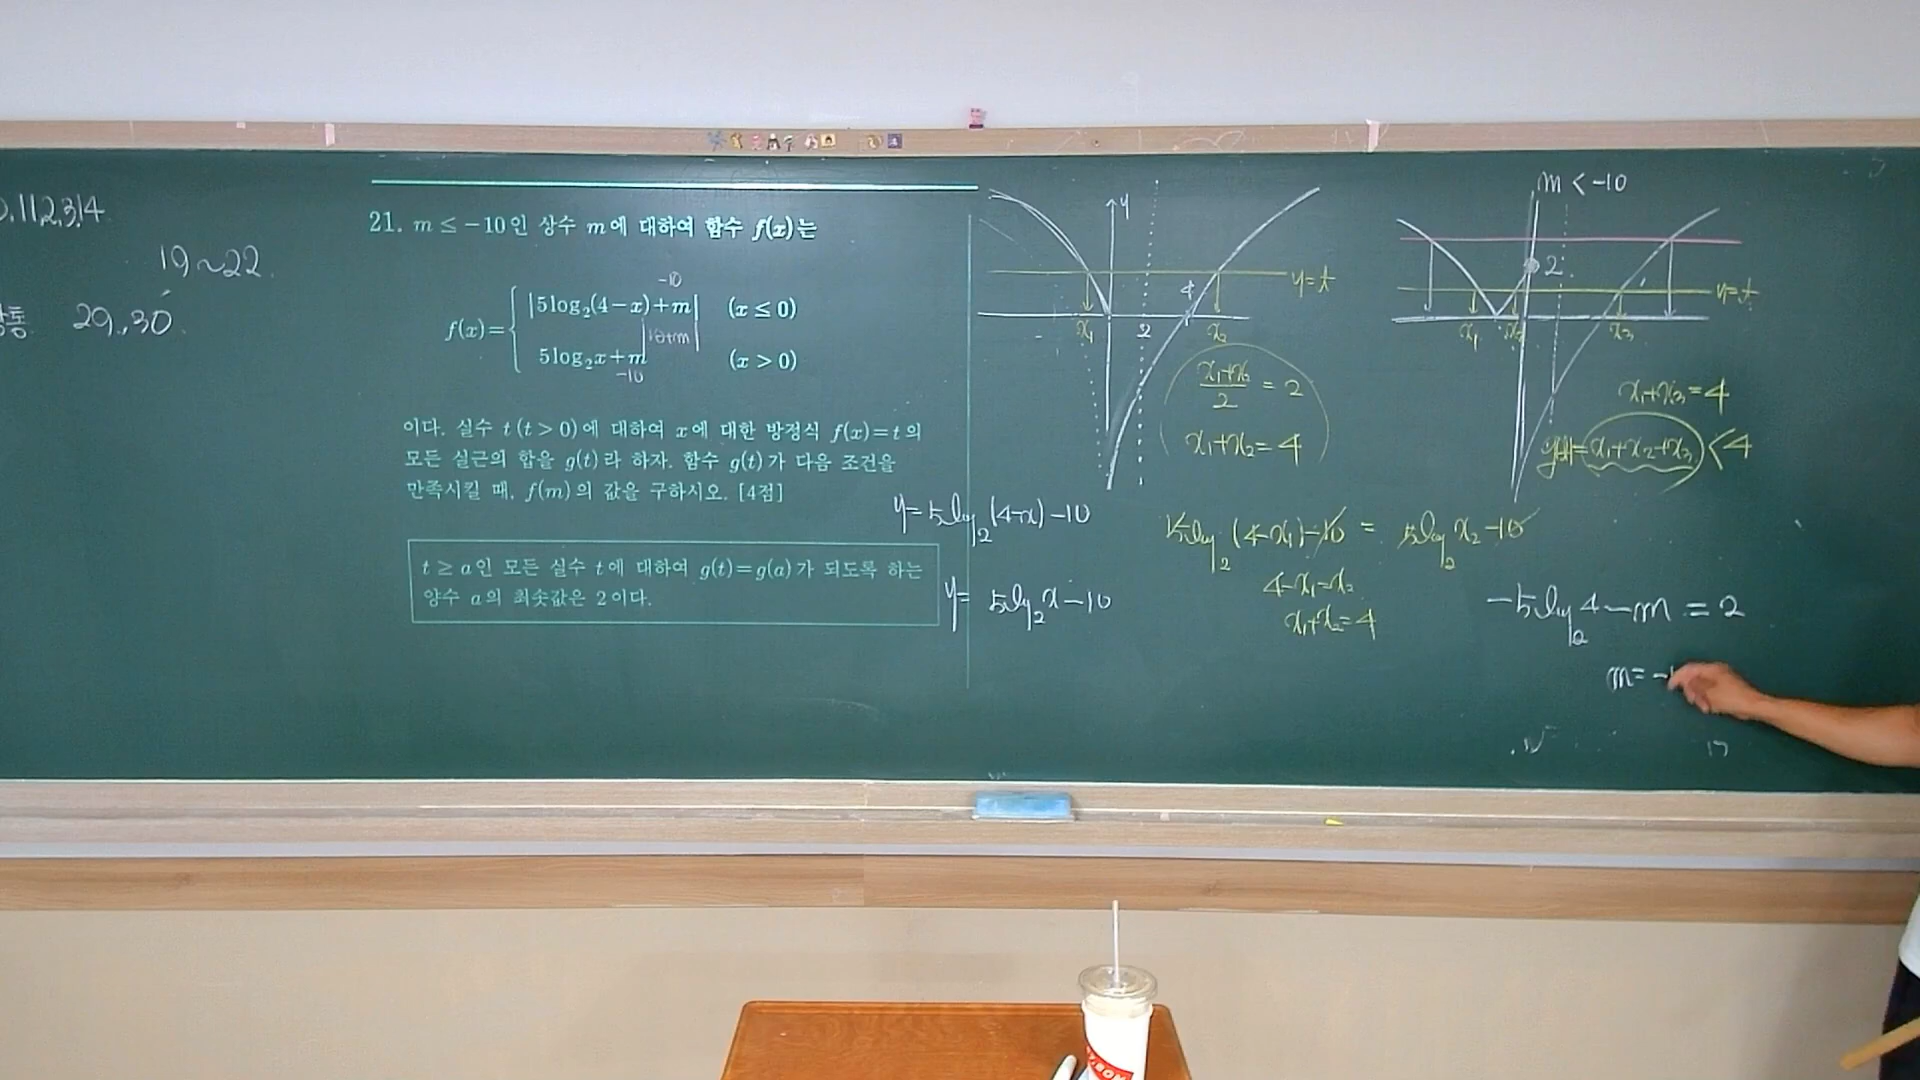 0.11,2,3,14
19~22.
통 29,,30.
21. m ≤ -10인 상수 m에 대하여 함수 f(x)는
-10
f(x)= { |5log₂(4-x)+m| (x ≤ 0)
|10+m|
5log₂x+m (x > 0)
-10
이다. 실수 t (t > 0)에 대하여 x에 대한 방정식 f(x)=t의
모든 실근의 합을 g(t)라 하자. 함수 g(t)가 다음 조건을
만족시킬 때, f(m)의 값을 구하시오. [4점]
t ≥ a인 모든 실수 t에 대하여 g(t)=g(a)가 되도록 하는
양수 a의 최솟값은 2이다.
y
y=t
4
x₁ 2 x₂
(x₁+x₂)/2 = 2
x₁+x₂=4
y=5log₂(4-x)-10
y= 5log₂x-10
5log₂(4-x₁)-10 = 5log₂x₂-10
4-x₁=x₂
x₁+x₂=4
m < -10
2
y=t
x₁ x₂ x₃
x₁+x₃=4
g(t)=x₁+x₂+x₃ < 4
-5log₂4-m = 2
m= -